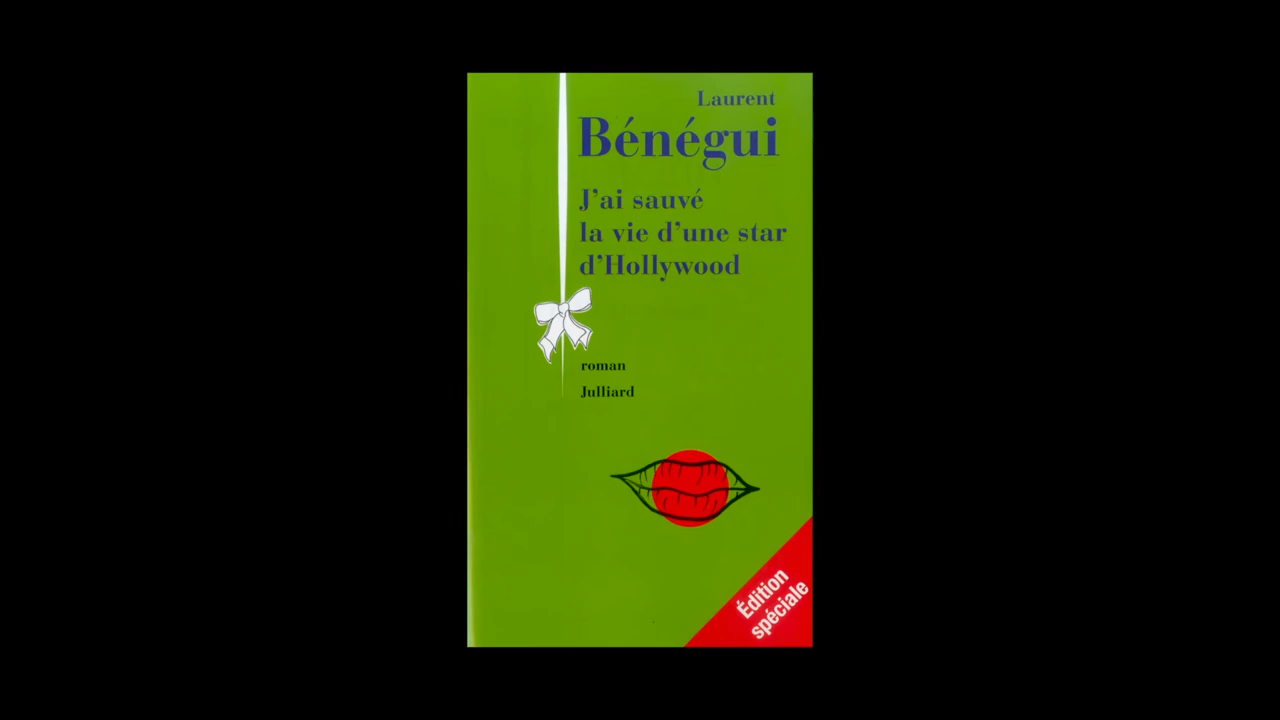 Laurent
Bénégui
J'ai sauvé
la vie d'une star
d'Hollywood
roman
Julliard
Édition
spéciale